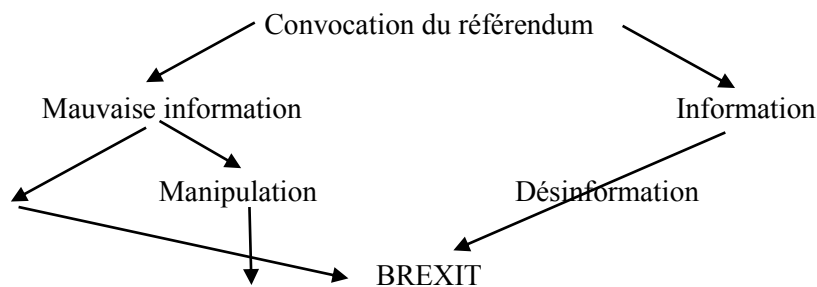 Convocation du référendum
Mauvaise information Information
Manipulation Désinformation
BREXIT